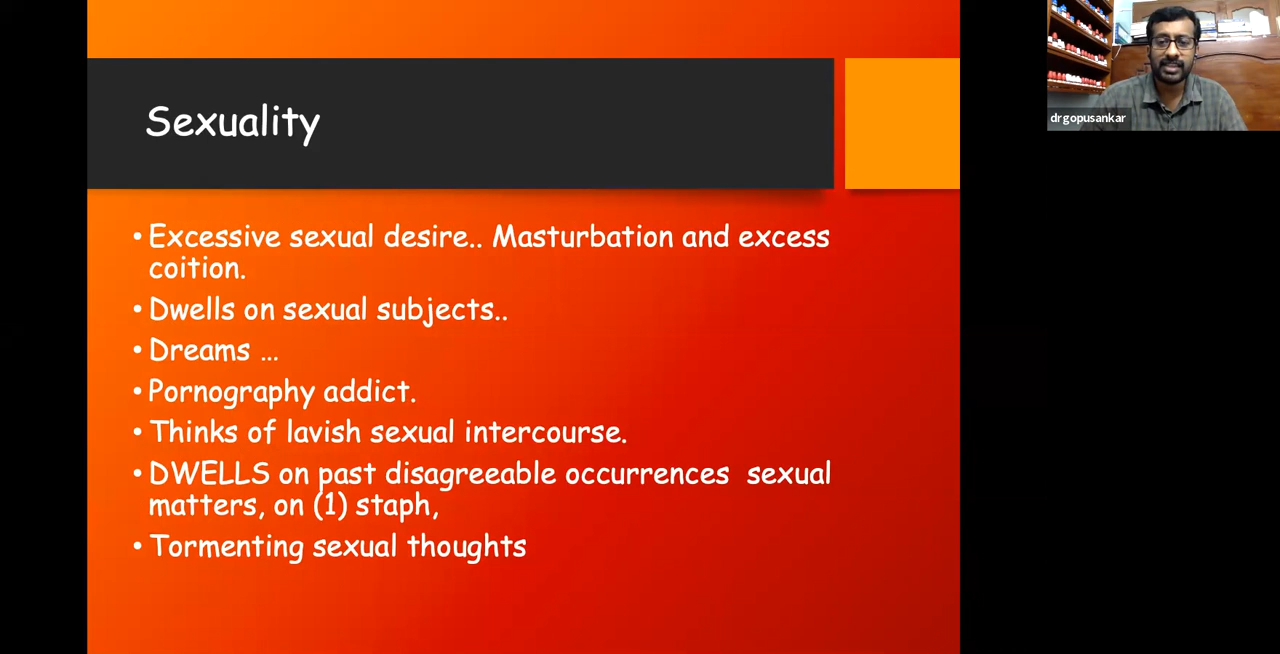 Sexuality
• Excessive sexual desire.. Masturbation and excess
coition.
• Dwells on sexual subjects..
• Dreams ...
• Pornography addict.
• Thinks of lavish sexual intercourse.
• DWELLS on past disagreeable occurrences  sexual
matters, on (1) staph,
• Tormenting sexual thoughts
drgopusankar